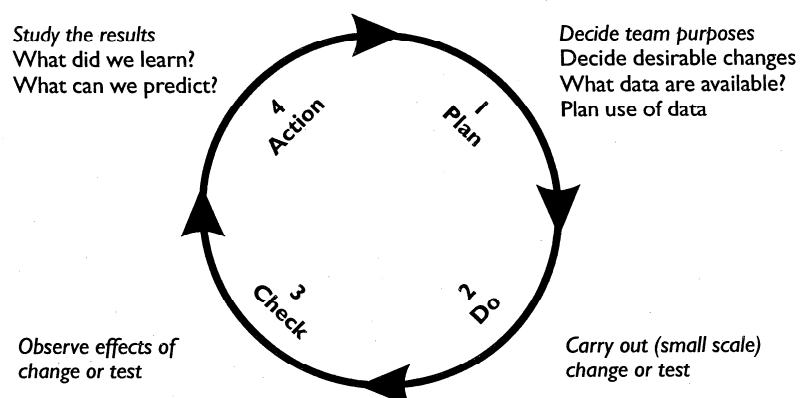 Study the results
What did we learn?
What can we predict?
Decide team purposes
Decide desirable changes
What data are available?
Plan use of data
4
Action
1
Plan
3
Check
2
Do
Observe effects of
change or test
Carry out (small scale)
change or test